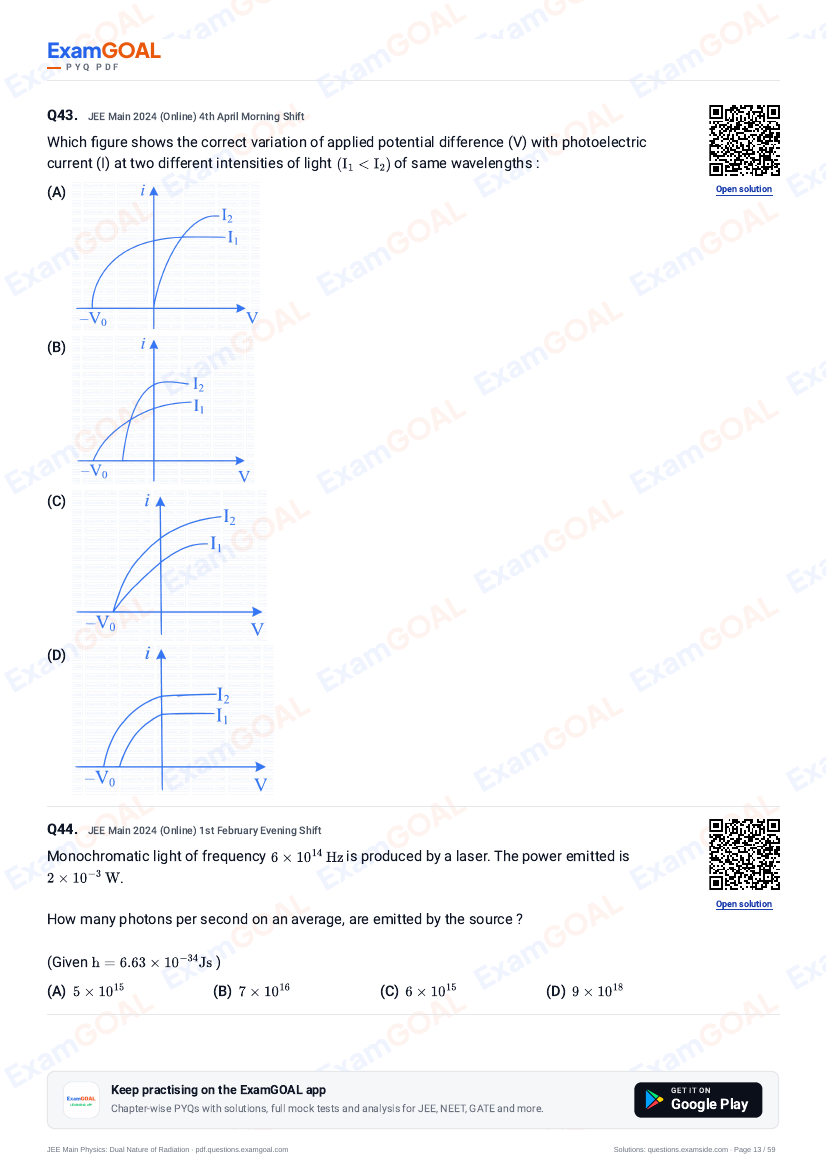 ExamGOAL
PYQ PDF
Q43. JEE Main 2024 (Online) 4th April Morning Shift
Which figure shows the correct variation of applied potential difference (V) with photoelectric
current (I) at two different intensities of light (I₁ < I₂) of same wavelengths :
Open solution
(A)
i
I₂
I₁
−V₀
V
(B)
i
I₂
I₁
−V₀
V
(C)
i
I₂
I₁
−V₀
V
(D)
i
I₂
I₁
−V₀
V
Q44. JEE Main 2024 (Online) 1st February Evening Shift
Monochromatic light of frequency 6 × 10¹⁴ Hz is produced by a laser. The power emitted is
2 × 10⁻³ W.
Open solution
How many photons per second on an average, are emitted by the source ?
(Given h = 6.63 × 10⁻³⁴Js )
(A) 5 × 10¹⁵ (B) 7 × 10¹⁶ (C) 6 × 10¹⁵ (D) 9 × 10¹⁸
Keep practising on the ExamGOAL app
Chapter-wise PYQs with solutions, full mock tests and analysis for JEE, NEET, GATE and more.
GET IT ON
Google Play
JEE Main Physics: Dual Nature of Radiation · pdf.questions.examgoal.com
Solutions: questions.examside.com · Page 13 / 59